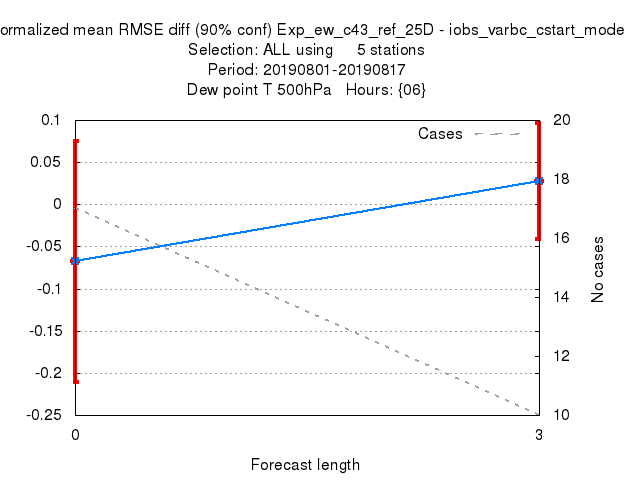 ormalized mean RMSE diff (90% conf) Exp_ew_c43_ref_25D - iobs_varbc_cstart_mode
Selection: ALL using 5 stations
Period: 20190801-20190817
Dew point T 500hPa Hours: {06}
Cases
0.1
0.05
0
-0.05
-0.1
-0.15
-0.2
-0.25
20
18
16
14
12
10
No cases
0
3
Forecast length